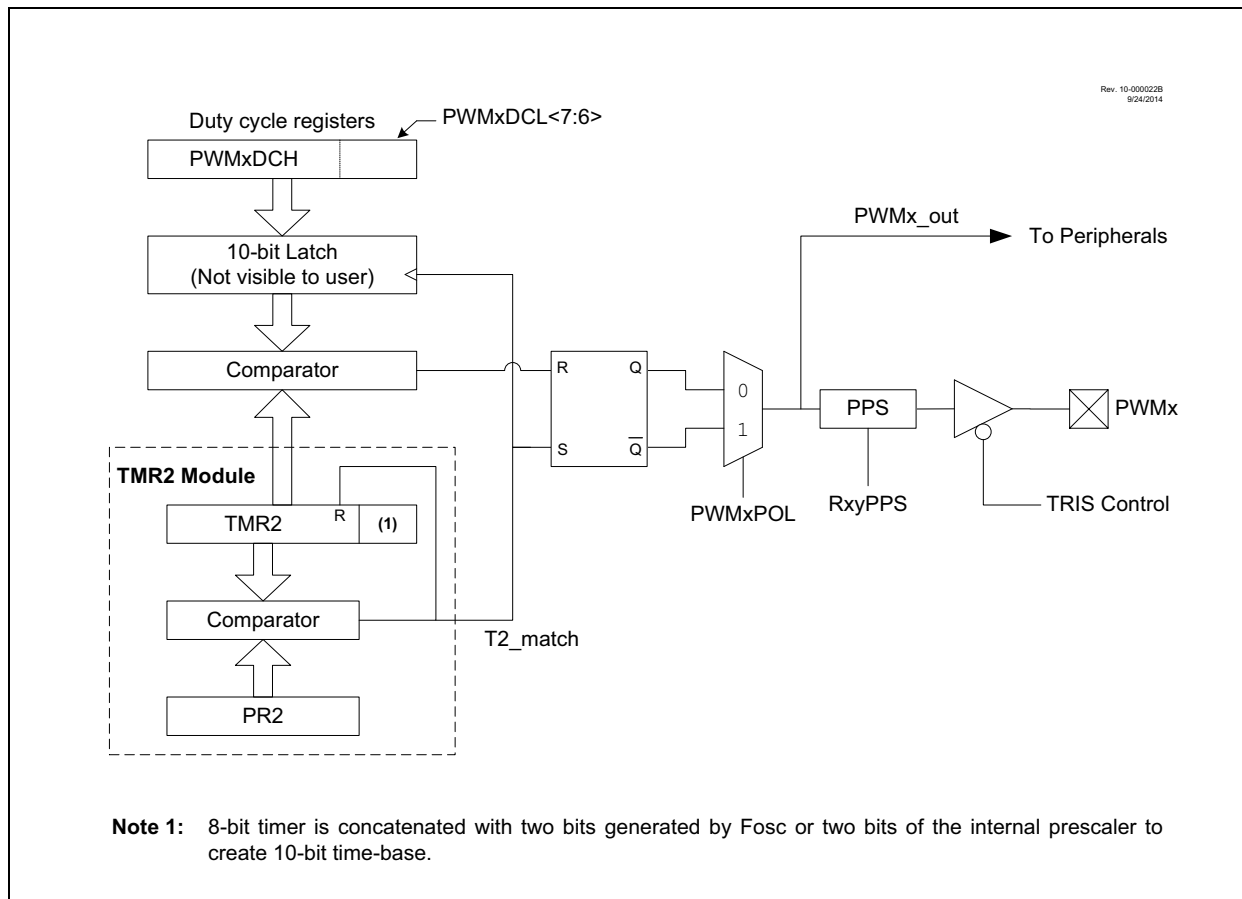 Rev. 10-000022B
9/24/2014
Duty cycle registers
PWMxDCL<7:6>
PWMxDCH
10-bit Latch
(Not visible to user)
Comparator
TMR2 Module
TMR2
R
(1)
Comparator
T2_match
PR2
R
Q
S
Q̅
0
1
PWMxPOL
PWMx_out
To Peripherals
PPS
RxyPPS
PWMx
TRIS Control
Note 1: 8-bit timer is concatenated with two bits generated by Fosc or two bits of the internal prescaler to
create 10-bit time-base.